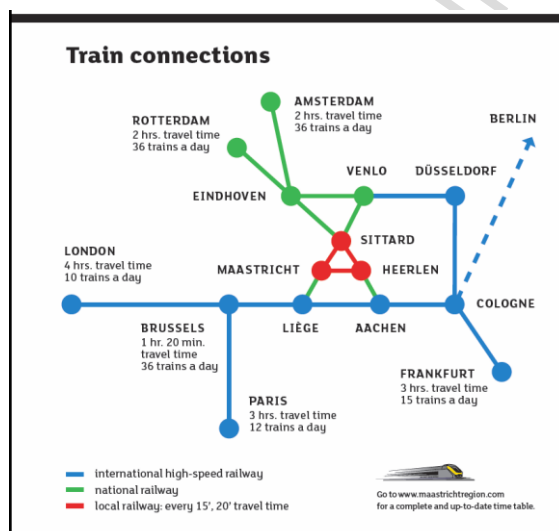 Train connections
AMSTERDAM
2 hrs. travel time
36 trains a day
ROTTERDAM
2 hrs. travel time
36 trains a day
BERLIN
VENLO
DÜSSELDORF
EINDHOVEN
SITTARD
LONDON
4 hrs. travel time
10 trains a day
MAASTRICHT
HEERLEN
BRUSSELS
1 hr. 20 min.
travel time
36 trains a day
LIÈGE
AACHEN
COLOGNE
FRANKFURT
3 hrs. travel time
15 trains a day
PARIS
3 hrs. travel time
12 trains a day
international high-speed railway
national railway
local railway: every 15', 20' travel time
Go to www.maastrichtregion.com
for a complete and up-to-date time table.